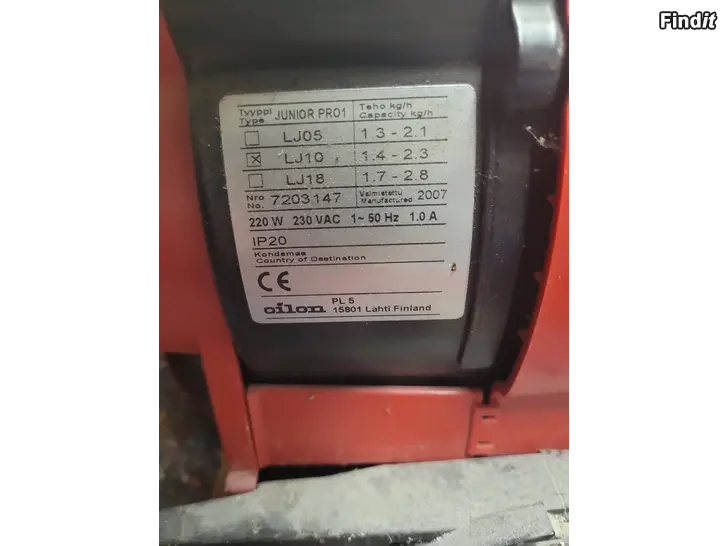 Findit
Tyyppi Type JUNIOR PRO1 Teho kg/h Capacity kg/h
LJ05 1.3 - 2.1
LJ10 1.4 - 2.3
LJ18 1.7 - 2.8
Nro No. 7203147 Valmistettu Manufactured 2007
220 W 230 VAC 1~ 50 Hz 1.0 A
IP20
Kohdemaa
Country of Destination
CE
oilon PL 5
15801 Lahti Finland